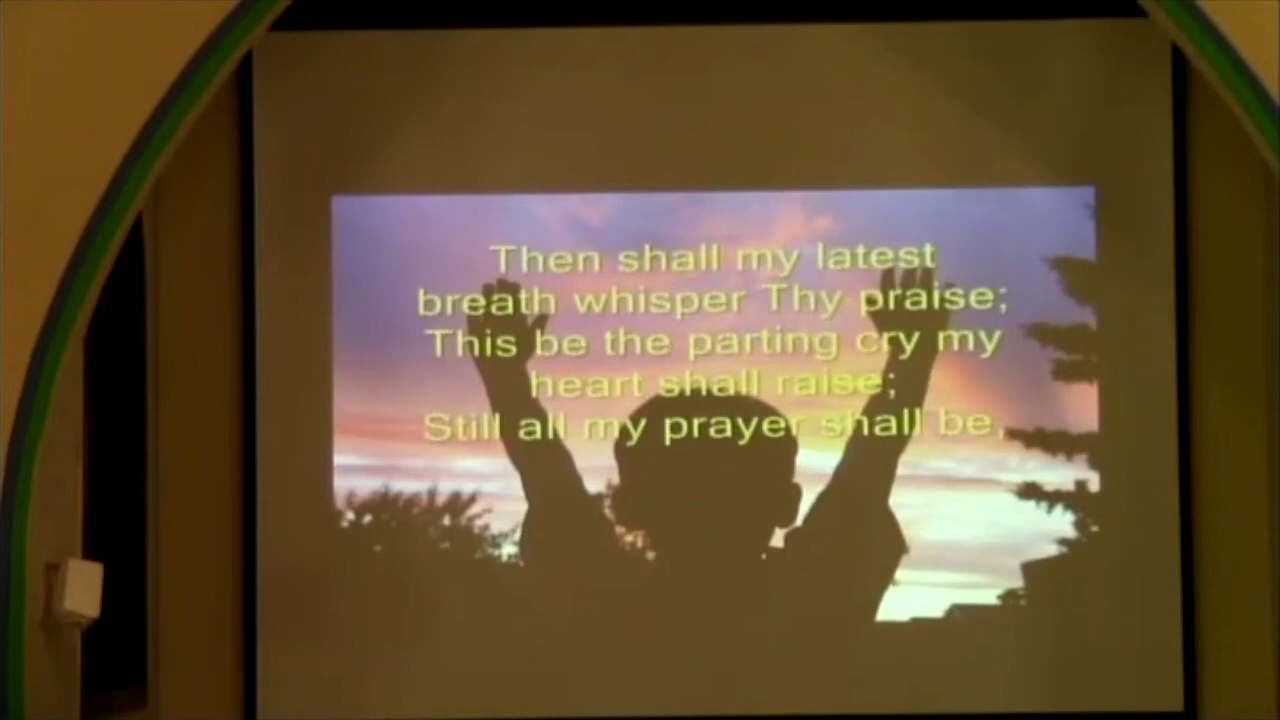 Then shall my latest
breath whisper Thy praise;
This be the parting cry my
heart shall raise;
Still all my prayer shall be,